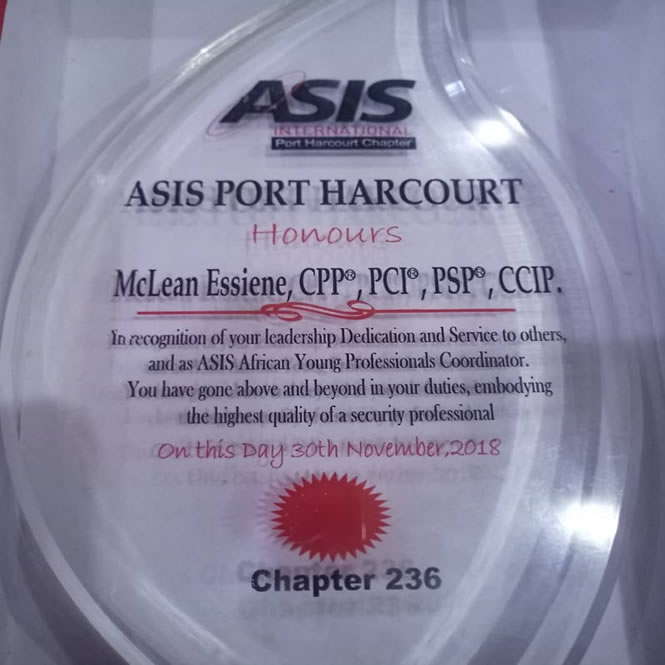 ASIS
INTERNATIONAL
Port Harcourt Chapter
ASIS PORT HARCOURT
Honours
McLean Essiene, CPP®, PCI®, PSP®, CCIP.
In recognition of your leadership Dedication and Service to others,
and as ASIS African Young Professionals Coordinator.
You have gone above and beyond in your duties, embodying
the highest quality of a security professional
On this Day 30th November,2018
Chapter 236